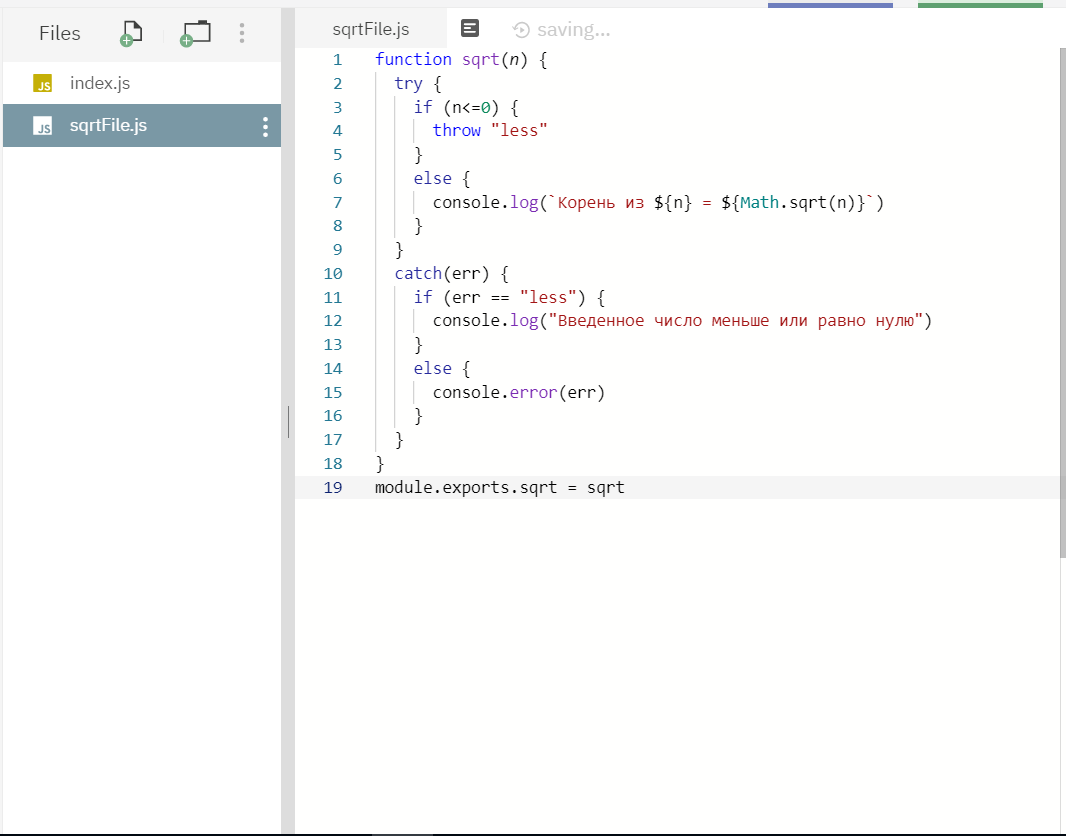 Files
index.js
sqrtFile.js
sqrtFile.js saving...
1 function sqrt(n) {
2 try {
3 if (n<=0) {
4 throw "less"
5 }
6 else {
7 console.log(`Корень из ${n} = ${Math.sqrt(n)}`)
8 }
9 }
10 catch(err) {
11 if (err == "less") {
12 console.log("Введенное число меньше или равно нулю")
13 }
14 else {
15 console.error(err)
16 }
17 }
18 }
19 module.exports.sqrt = sqrt